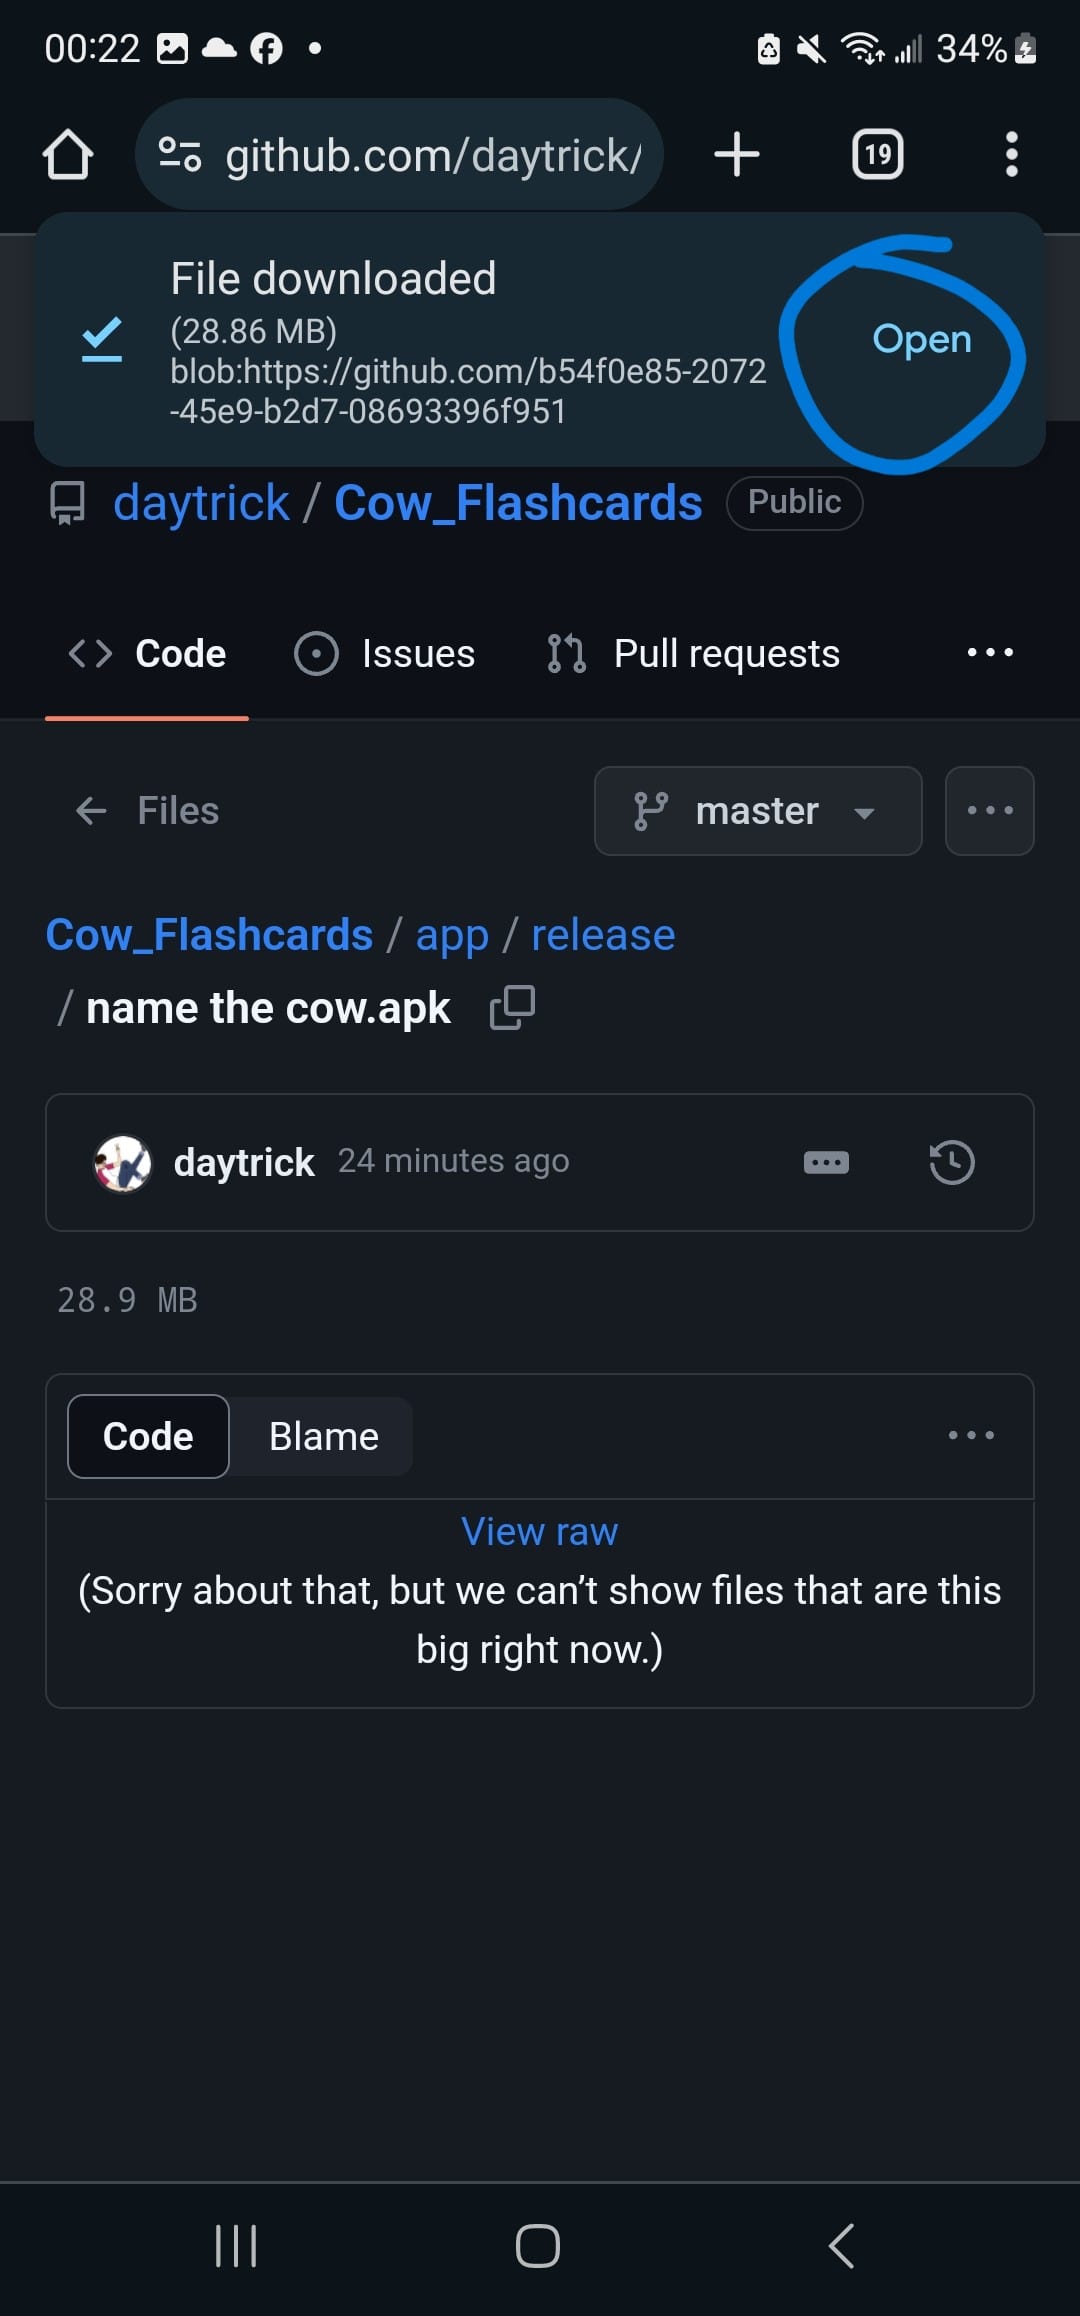 00:22 34%
github.com/daytrick/ 19
File downloaded
(28.86 MB)
blob:https://github.com/b54f0e85-2072
-45e9-b2d7-08693396f951
Open
daytrick / Cow_Flashcards Public
Code Issues Pull requests
Files master
Cow_Flashcards / app / release
/ name the cow.apk
daytrick 24 minutes ago
28.9 MB
Code Blame
View raw
(Sorry about that, but we can’t show files that are this
big right now.)